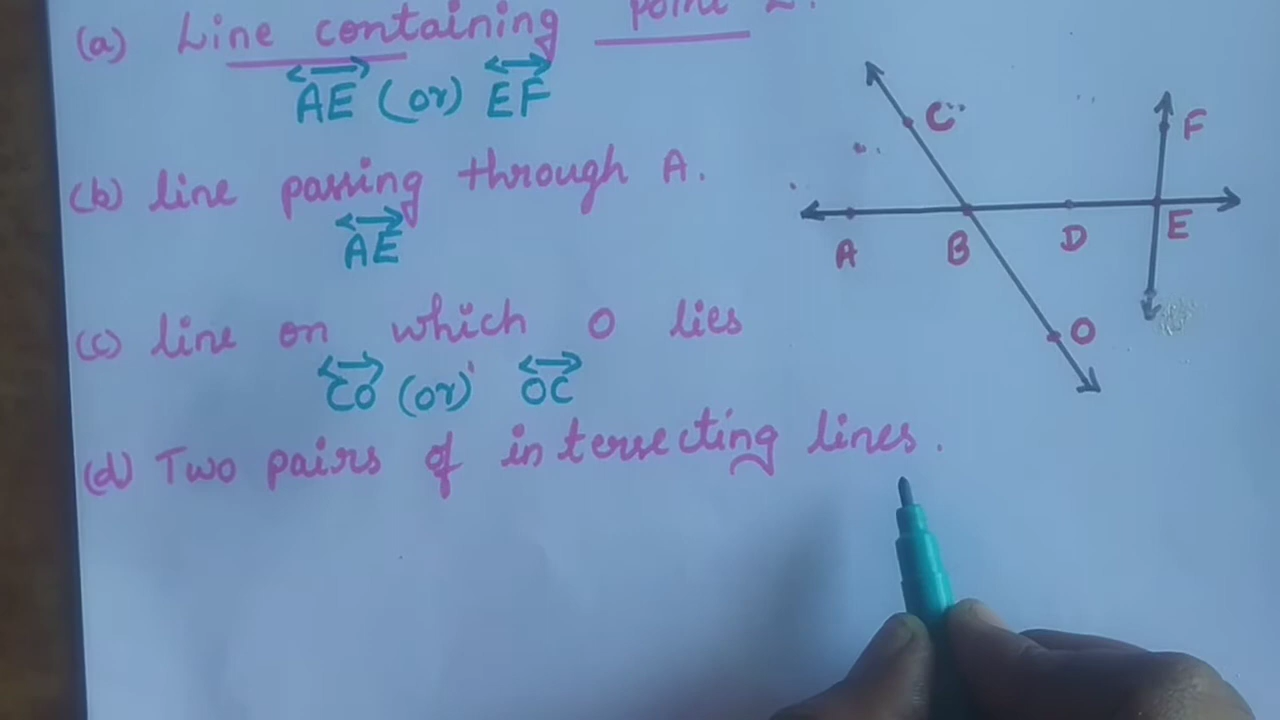 (a) Line containing point E.
AE (or) EF
(b) line passing through A.
AE
(c) line on which O lies
CO (or) OC
(d) Two pairs of intersecting lines.
C
F
A
B
D
E
O